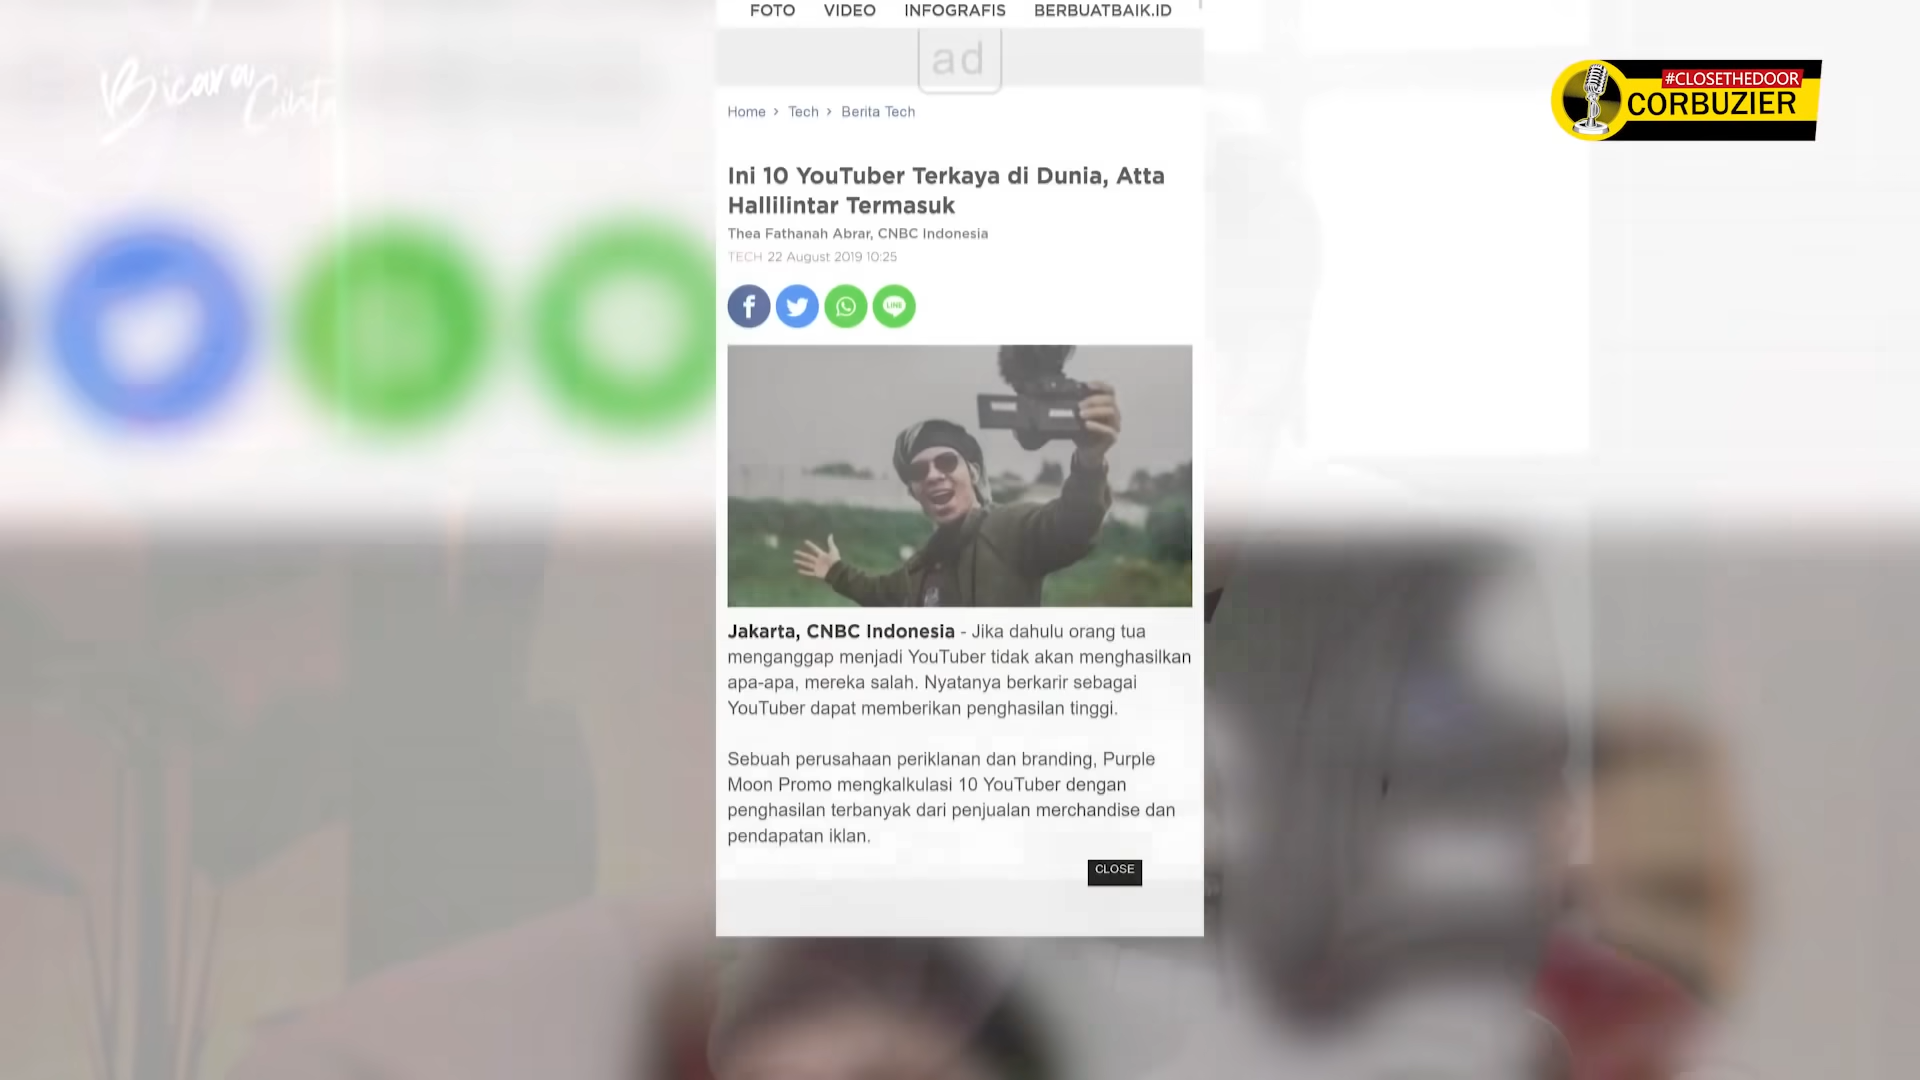 FOTO VIDEO INFOGRAFIS BERBUATBAIK.ID
ad
Bicara
Cinta
#CLOSETHEDOOR
CORBUZIER
Home > Tech > Berita Tech
Ini 10 YouTuber Terkaya di Dunia, Atta
Hallilintar Termasuk
Thea Fathanah Abrar, CNBC Indonesia
TECH 22 August 2019 10:25
LINE
Jakarta, CNBC Indonesia - Jika dahulu orang tua
menganggap menjadi YouTuber tidak akan menghasilkan
apa-apa, mereka salah. Nyatanya berkarir sebagai
YouTuber dapat memberikan penghasilan tinggi.
Sebuah perusahaan periklanan dan branding, Purple
Moon Promo mengkalkulasi 10 YouTuber dengan
penghasilan terbanyak dari penjualan merchandise dan
pendapatan iklan.
CLOSE